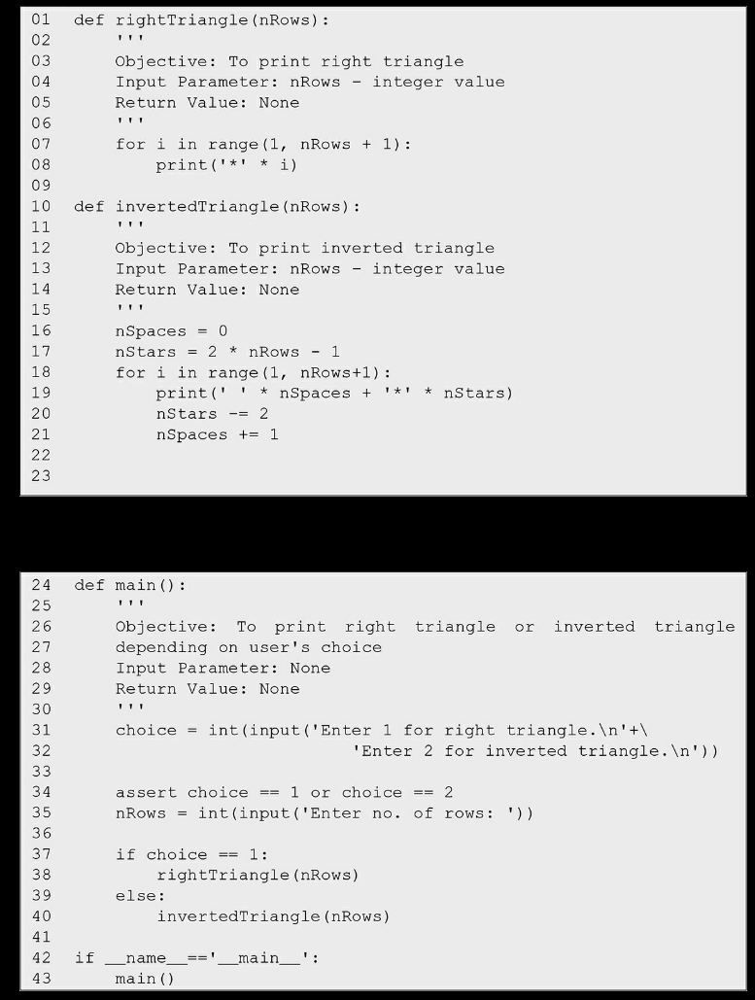 01 def rightTriangle(nRows):
02     '''
03     Objective: To print right triangle
04     Input Parameter: nRows – integer value
05     Return Value: None
06     '''
07     for i in range(1, nRows + 1):
08         print('*' * i)
09
10 def invertedTriangle(nRows):
11     '''
12     Objective: To print inverted triangle
13     Input Parameter: nRows – integer value
14     Return Value: None
15     '''
16     nSpaces = 0
17     nStars = 2 * nRows - 1
18     for i in range(1, nRows+1):
19         print(' ' * nSpaces + '*' * nStars)
20         nStars -= 2
21         nSpaces += 1
22
23
24 def main():
25     '''
26     Objective: To print right triangle or inverted triangle
27     depending on user's choice
28     Input Parameter: None
29     Return Value: None
30     '''
31     choice = int(input('Enter 1 for right triangle.\n'+\
32                            'Enter 2 for inverted triangle.\n'))
33
34     assert choice == 1 or choice == 2
35     nRows = int(input('Enter no. of rows: '))
36
37     if choice == 1:
38         rightTriangle(nRows)
39     else:
40         invertedTriangle(nRows)
41
42 if __name__=='__main__':
43     main()